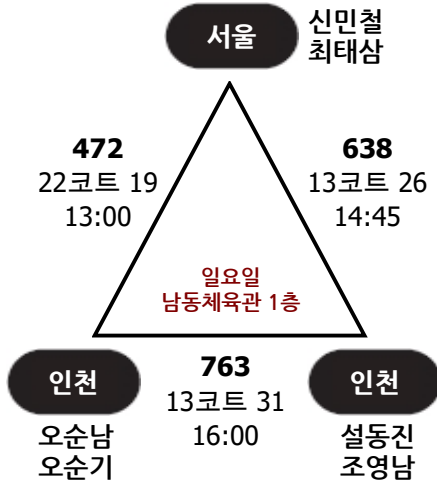 서울
신민철
최태삼
472
22코트 19
13:00
638
13코트 26
14:45
일요일
남동체육관 1층
763
13코트 31
16:00
인천
오순남
오순기
인천
설동진
조영남